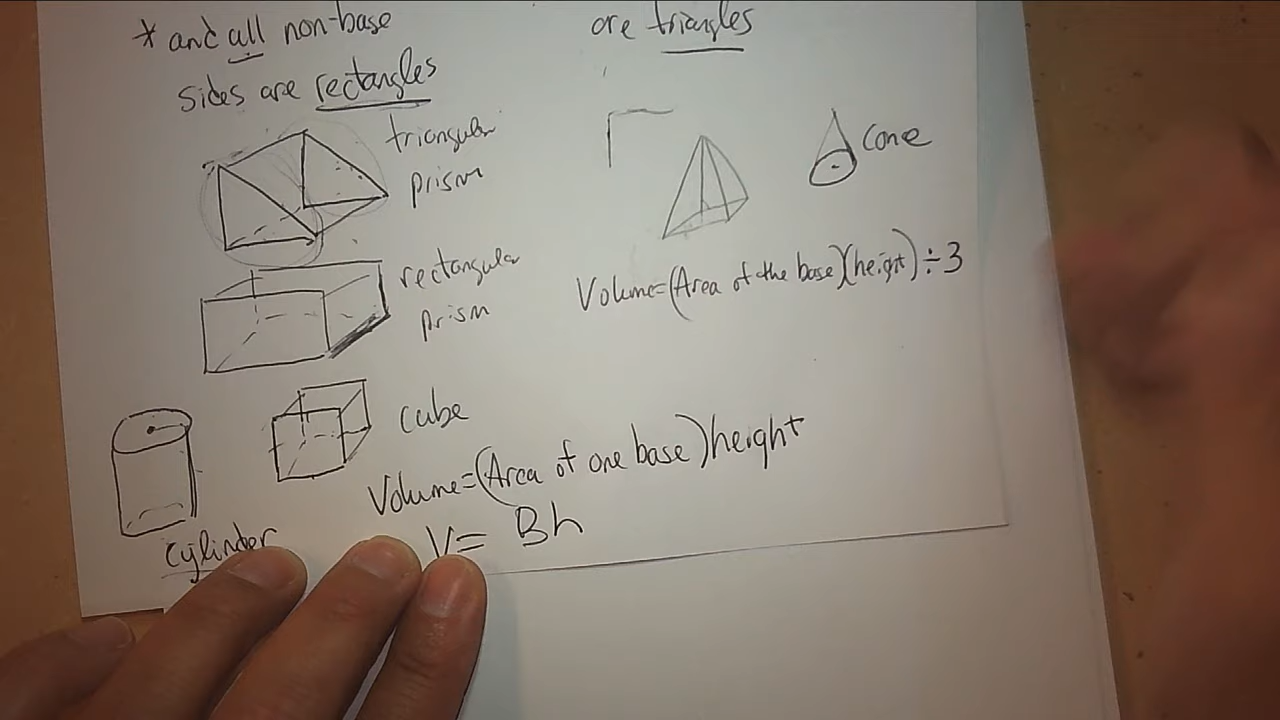 * and all non-base
sides are rectangles
triangular
prism
rectangular
prism
cube
cylinder
Volume=(Area of one base)height
V= Bh
are triangles
cone
Volume=(Area of the base)(height)÷3